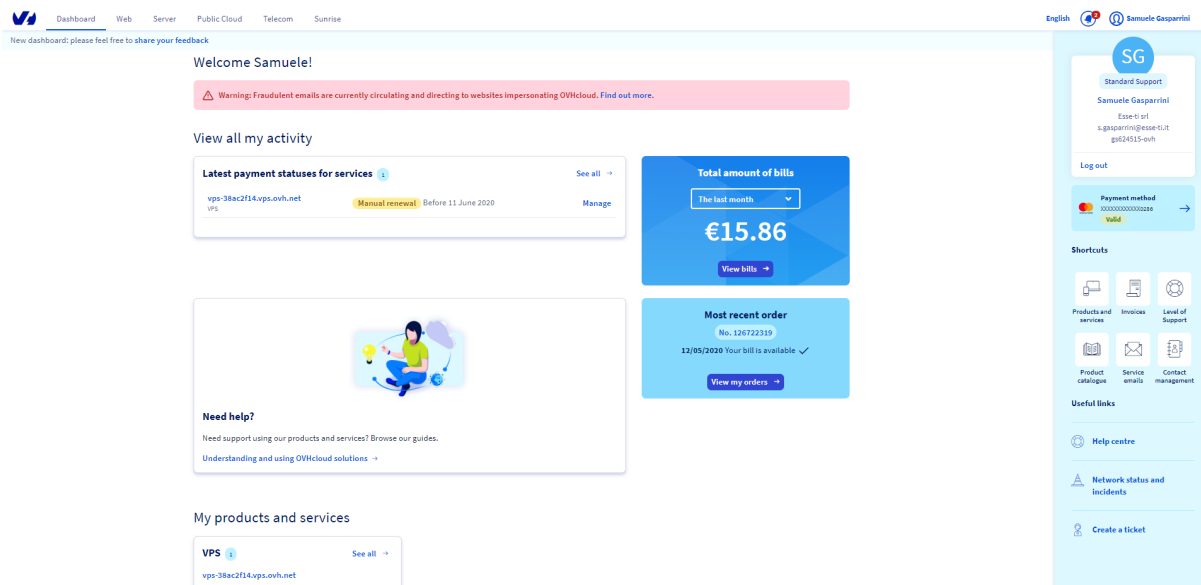 Dashboard Web Server Public Cloud Telecom Sunrise English 2 Samuele Gasparrini
New dashboard: please feel free to share your feedback
Welcome Samuele!
Warning: Fraudulent emails are currently circulating and directing to websites impersonating OVHcloud. Find out more.
View all my activity
Latest payment statuses for services 1 See all →
vps-38ac2f14.vps.ovh.net Manual renewal Before 11 June 2020 Manage
VPS
Total amount of bills
The last month
€15.86
View bills →
Need help?
Need support using our products and services? Browse our guides.
Understanding and using OVHcloud solutions →
Most recent order
No. 126722319
12/05/2020 Your bill is available ✓
View my orders →
My products and services
VPS 1 See all →
vps-38ac2f14.vps.ovh.net
SG
Standard Support
Samuele Gasparrini
Esse-ti srl
s.gasparrini@esse-ti.it
gs624515-ovh
Log out
Payment method
XXXXXXXXXXXX0286
Valid
Shortcuts
Products and services
Invoices
Level of Support
Product catalogue
Service emails
Contact management
Useful links
Help centre
Network status and
incidents
Create a ticket